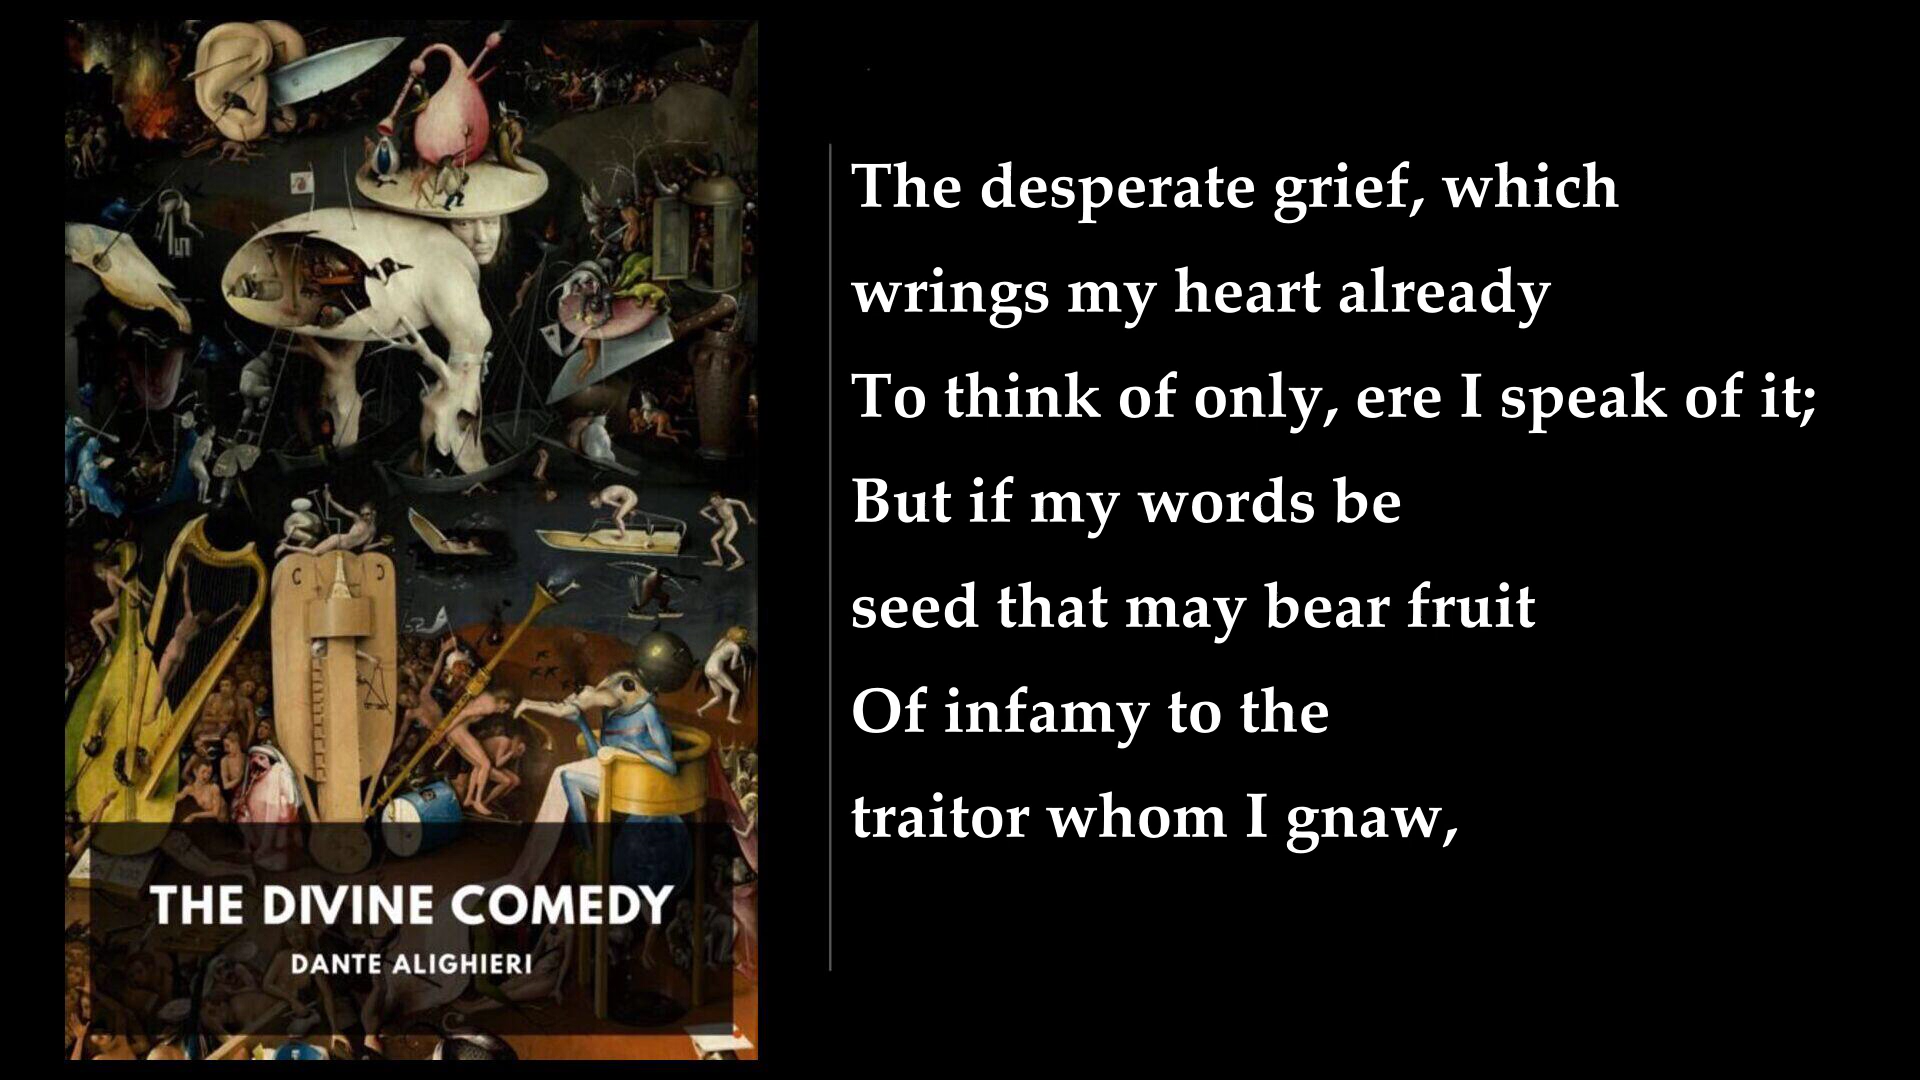 The desperate grief, which
wrings my heart already
To think of only, ere I speak of it;
But if my words be
seed that may bear fruit
Of infamy to the
traitor whom I gnaw,
THE DIVINE COMEDY
DANTE ALIGHIERI